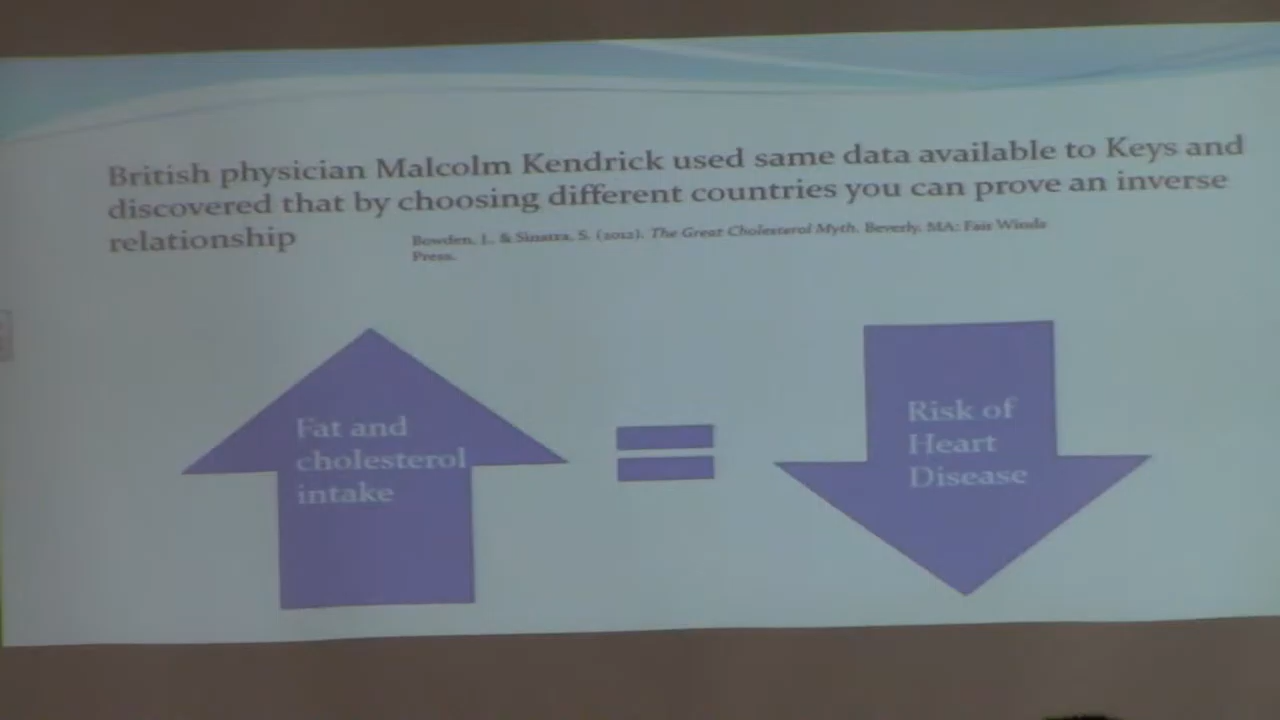 British physician Malcolm Kendrick used same data available to Keys and
discovered that by choosing different countries you can prove an inverse
relationship
Bowden, J., & Sinatra, S. (2012). The Great Cholesterol Myth. Beverly, MA: Fair Winds
Press.
Fat and
cholesterol
intake
=
Risk of
Heart
Disease